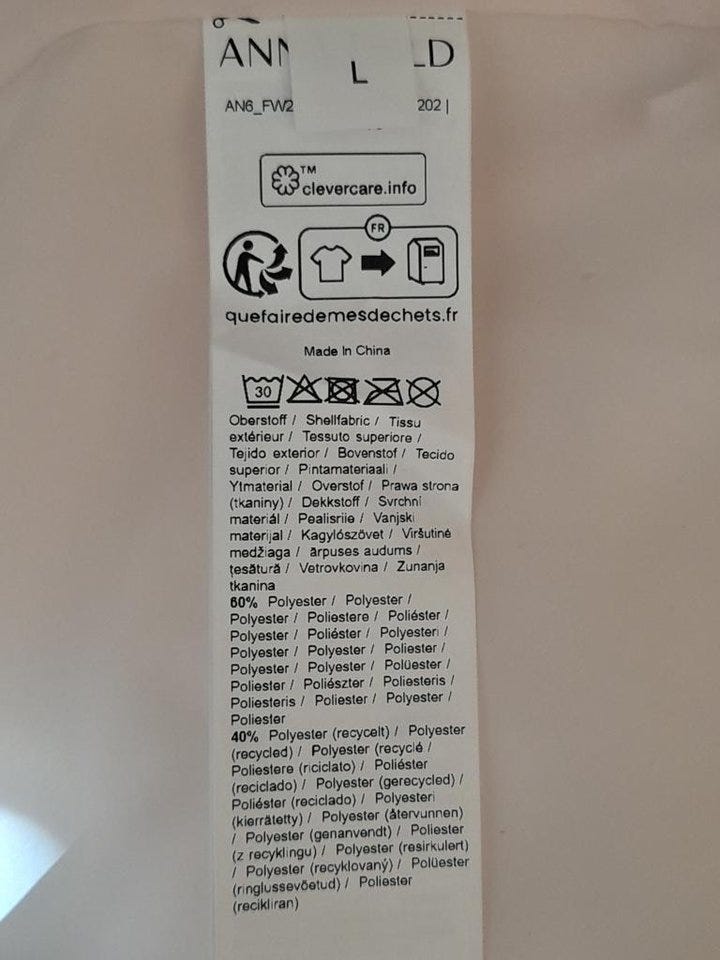 ANN LD
L
AN6_FW2 202 |
TM
clevercare.info
FR
quefairedemesdechets.fr
Made In China
30
Oberstoff / Shellfabric / Tissu
extérieur / Tessuto superiore /
Tejido exterior / Bovenstof / Tecido
superior / Pintamateriaali /
Ytmaterial / Overstof / Prawa strona
(tkaniny) / Dekkstoff / Svrchní
materiál / Pealisriie / Vanjski
materijal / Kagylószövet / Viršutinė
medžiaga / ārpuses audums /
țesătură / Vetrovkovina / Zunanja
tkanina
60% Polyester / Polyester /
Polyester / Poliestere / Poliéster /
Polyester / Poliéster / Polyesteri /
Polyester / Polyester / Poliester /
Polyester / Polyester / Polüester /
Poliester / Poliészter / Poliesteris /
Poliesteris / Poliester / Polyester /
Poliester
40% Polyester (recycelt) / Polyester
(recycled) / Polyester (recyclé /
Poliestere (riciclato) / Poliéster
(reciclado) / Polyester (gerecycled) /
Poliéster (reciclado) / Polyesteri
(kierrätetty) / Polyester (återvunnen)
/ Polyester (genanvendt) / Poliester
(z recyklingu) / Polyester (resirkulert)
/ Polyester (recyklovaný) / Polüester
(ringlussevõetud) / Poliester
(recikliran)